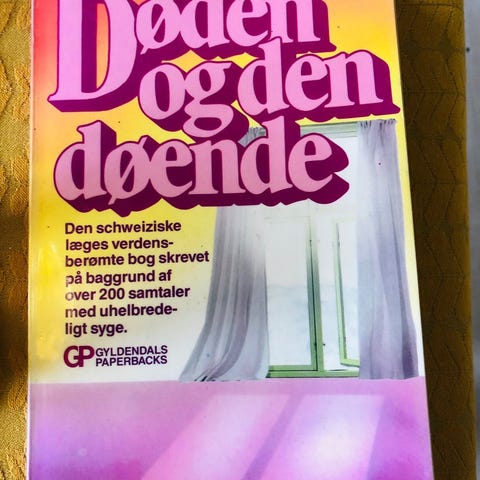 Døden
og den
døende
Den schweiziske
læges verdens-
berømte bog skrevet
på baggrund af
over 200 samtaler
med uhelbrede-
ligt syge.
GP GYLDENDALS
PAPERBACKS